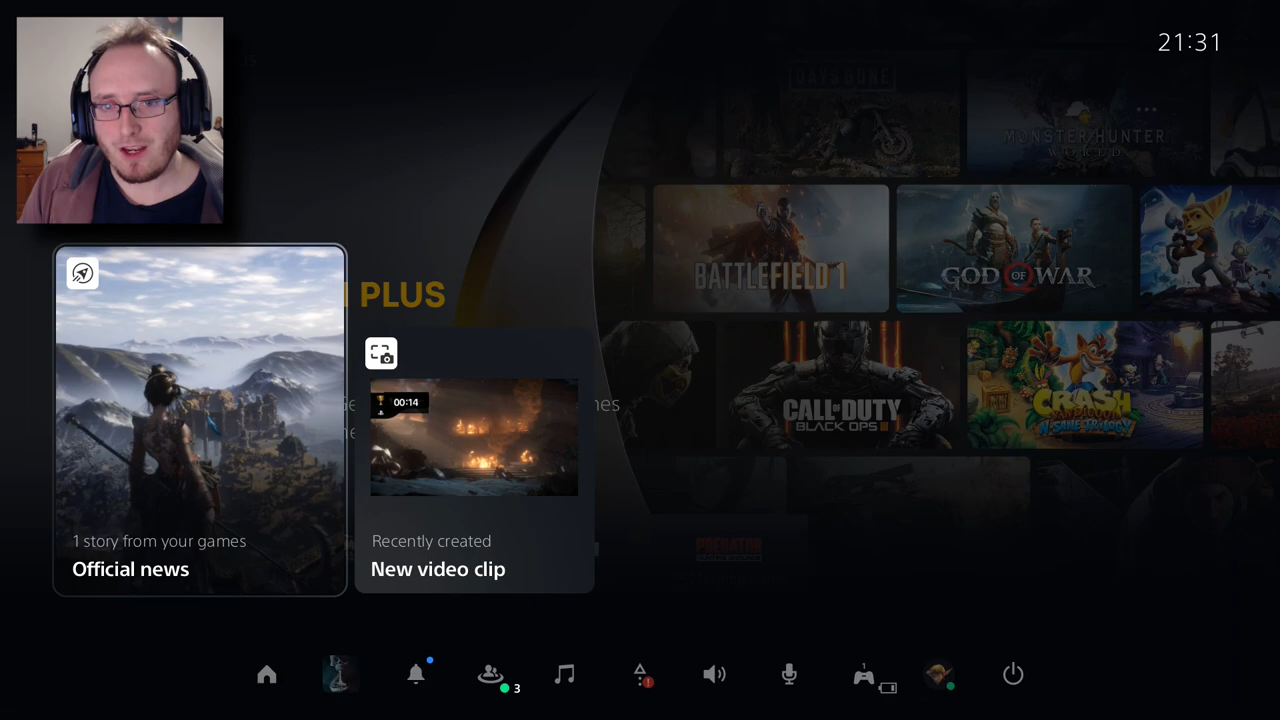 21:31
DAYS GONE
MONSTER HUNTER
WORLD
BATTLEFIELD 1
GOD OF WAR
PLUS
00:14
CALL OF DUTY
BLACK OPS III
CRASH
BANDICOOT
N. SANE TRILOGY
1 story from your games
Official news
Recently created
New video clip
PREDATOR
3
1